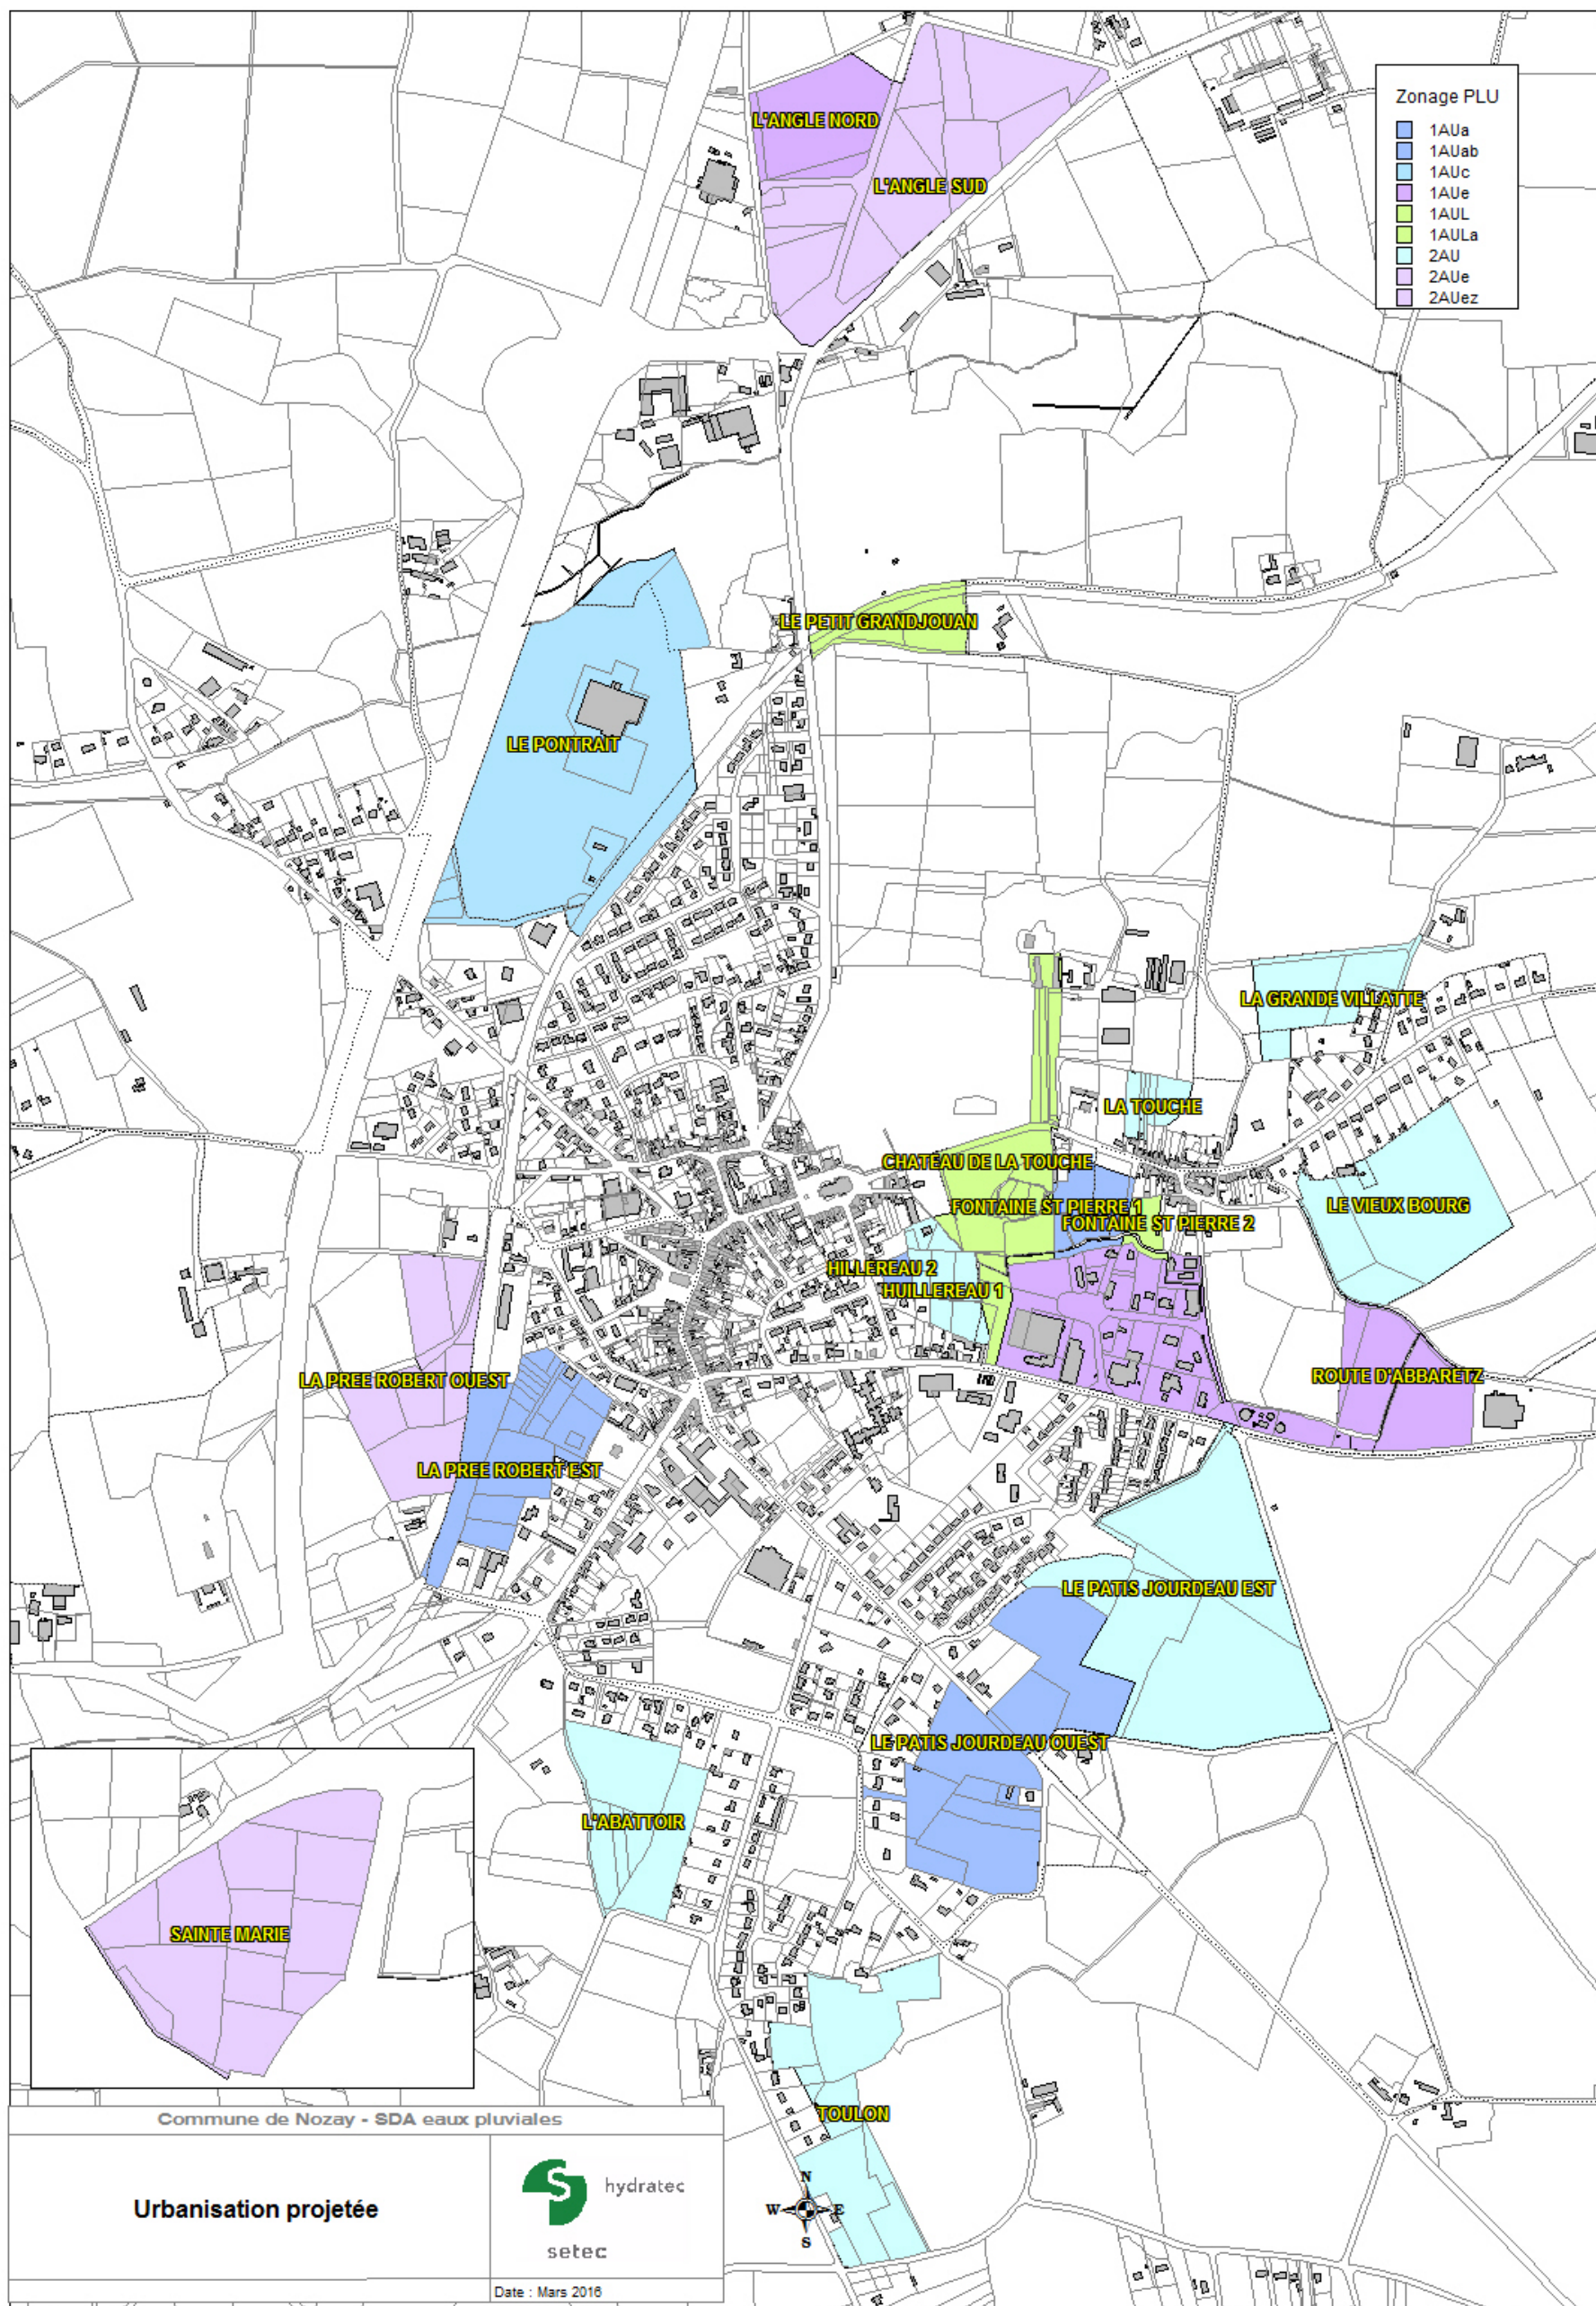 Zonage PLU
1AUa
1AUab
1AUc
1AUe
1AUL
1AULa
2AU
2AUe
2AUez
L'ANGLE NORD
L'ANGLE SUD
LE PETIT GRANDJOUAN
LE PONTRAIT
LA GRANDE VILLATTE
LA TOUCHE
CHATEAU DE LA TOUCHE
FONTAINE ST PIERRE 1
LE VIEUX BOURG
FONTAINE ST PIERRE 2
HILLEREAU 2
HUILLEREAU 1
LA PREE ROBERT OUEST
ROUTE D'ABBARETZ
LA PREE ROBERT EST
LE PATIS JOURDEAU EST
LE PATIS JOURDEAU OUEST
L'ABATTOIR
SAINTE MARIE
TOULON
Commune de Nozay - SDA eaux pluviales
Urbanisation projetée
hydratec
setec
Date : Mars 2016
N
W E
S